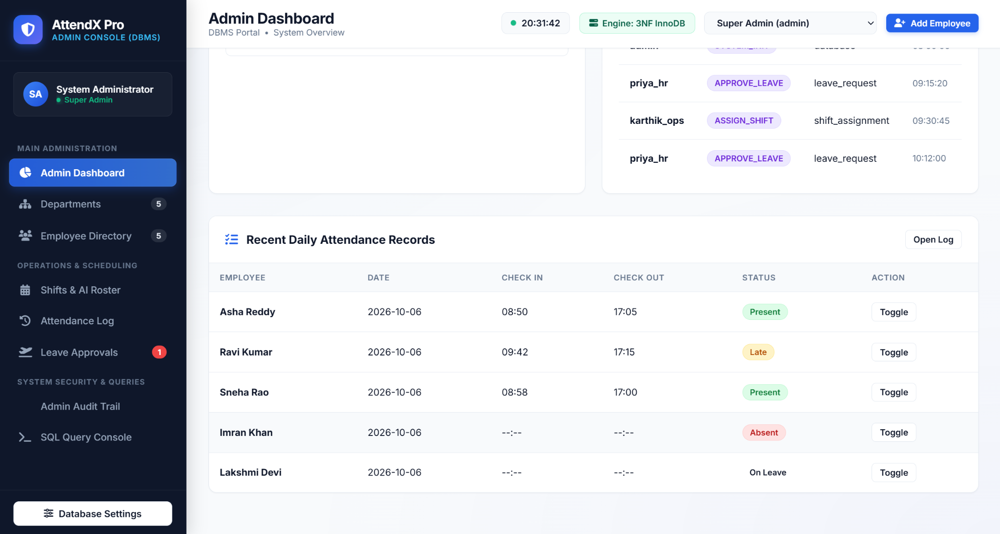 AttendX Pro
ADMIN CONSOLE (DBMS)
SA
System Administrator
Super Admin
MAIN ADMINISTRATION
Admin Dashboard
Departments 5
Employee Directory 5
OPERATIONS & SCHEDULING
Shifts & AI Roster
Attendance Log
Leave Approvals 1
SYSTEM SECURITY & QUERIES
Admin Audit Trail
SQL Query Console
Database Settings
Admin Dashboard
DBMS Portal • System Overview
20:31:42
Engine: 3NF InnoDB
Super Admin (admin)
Add Employee
priya_hr APPROVE_LEAVE leave_request 09:15:20
karthik_ops ASSIGN_SHIFT shift_assignment 09:30:45
priya_hr APPROVE_LEAVE leave_request 10:12:00
Recent Daily Attendance Records
Open Log
EMPLOYEE DATE CHECK IN CHECK OUT STATUS ACTION
Asha Reddy 2026-10-06 08:50 17:05 Present Toggle
Ravi Kumar 2026-10-06 09:42 17:15 Late Toggle
Sneha Rao 2026-10-06 08:58 17:00 Present Toggle
Imran Khan 2026-10-06 --:-- --:-- Absent Toggle
Lakshmi Devi 2026-10-06 --:-- --:-- On Leave Toggle